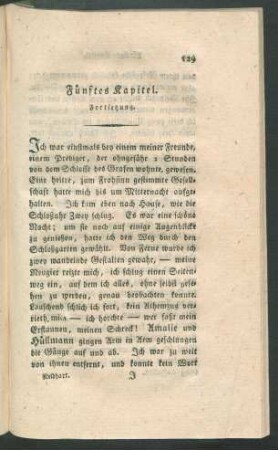 129
Fünftes Kapitel.
Fortsetzung.
Ich war einstmals bey einem meiner Freunde,
einem Prediger, der ohngefähr 2 Stunden
von dem Schlosse des Grafen wohnte, gewesen.
Eine heitre, zum Frohsinn gestimmte Gesell-
schaft hatte mich bis um Mitternacht aufge-
halten. Ich kam eben nach Hause, wie
die Schloßuhr Zwey schlug. Es war eine schöne
Nacht; um sie noch auf einige Augenblicke
zu genießen, hatte ich den Weg durch den
Schloßgarten gewählt. Von Ferne wurde ich
zwey wandelnde Gestalten gewahr, — meine
Neugier reizte mich, ich schlug einen Seiten-
weg ein, auf dem ich alles, ohne selbst ge-
sehen zu werden, genau beobachten konnte.
Lauschend schlich ich fort, kein Athemzug ver-
rieth mich — ich horchte — wer faßt mein
Erstaunen, meinen Schreck! Amalie und
Hüllmann gingen Arm in Arm geschlungen
die Gänge auf und ab. Ich war zu weit
von ihnen entfernt, und konnte kein Wort
J